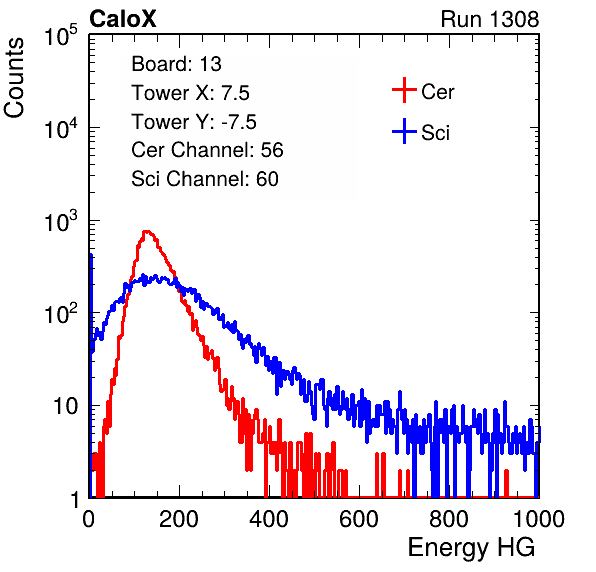 CaloX Run 1308
Counts
10^5
10^4
10^3
10^2
10
1
Board: 13
Tower X: 7.5
Tower Y: -7.5
Cer Channel: 56
Sci Channel: 60
Cer
Sci
0 200 400 600 800 1000
Energy HG